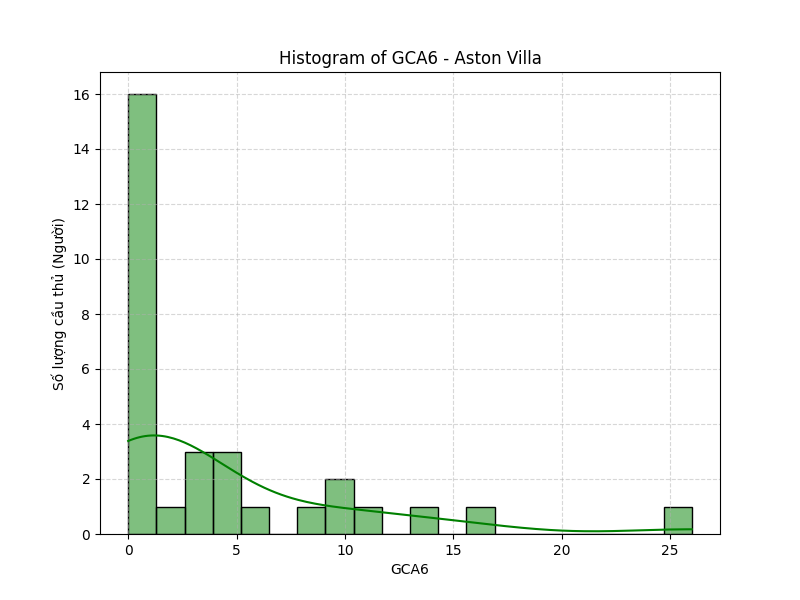 Histogram of GCA6 - Aston Villa
Số lượng cầu thủ (Người)
16
14
12
10
8
6
4
2
0
0 5 10 15 20 25
GCA6